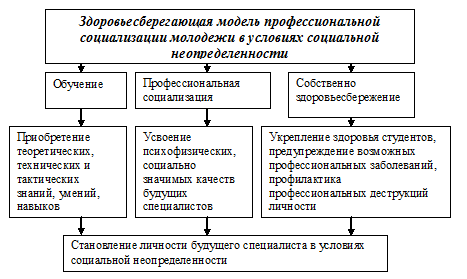 Здоровьесберегающая модель профессиональной
социализации молодежи в условиях социальной
неопределенности
Обучение
Профессиональная
социализация
Собственно
здоровьесбережение
Приобретение
теоретических,
технических и
тактических
знаний, умений,
навыков
Усвоение
психофизических,
социально
значимых качеств
будущих
специалистов
Укрепление здоровья студентов,
предупреждение возможных
профессиональных заболеваний,
профилактика
профессиональных деструкций
личности
Становление личности будущего специалиста в условиях
социальной неопределенности